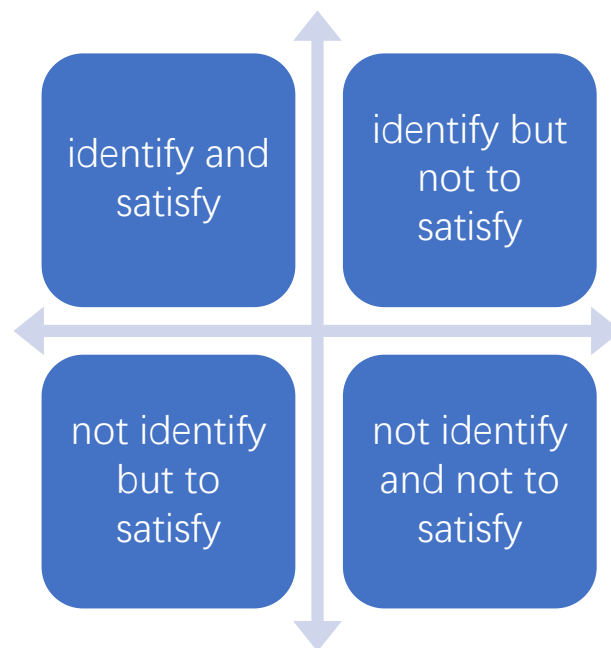 identify and
satisfy
identify but
not to
satisfy
not identify
but to
satisfy
not identify
and not to
satisfy